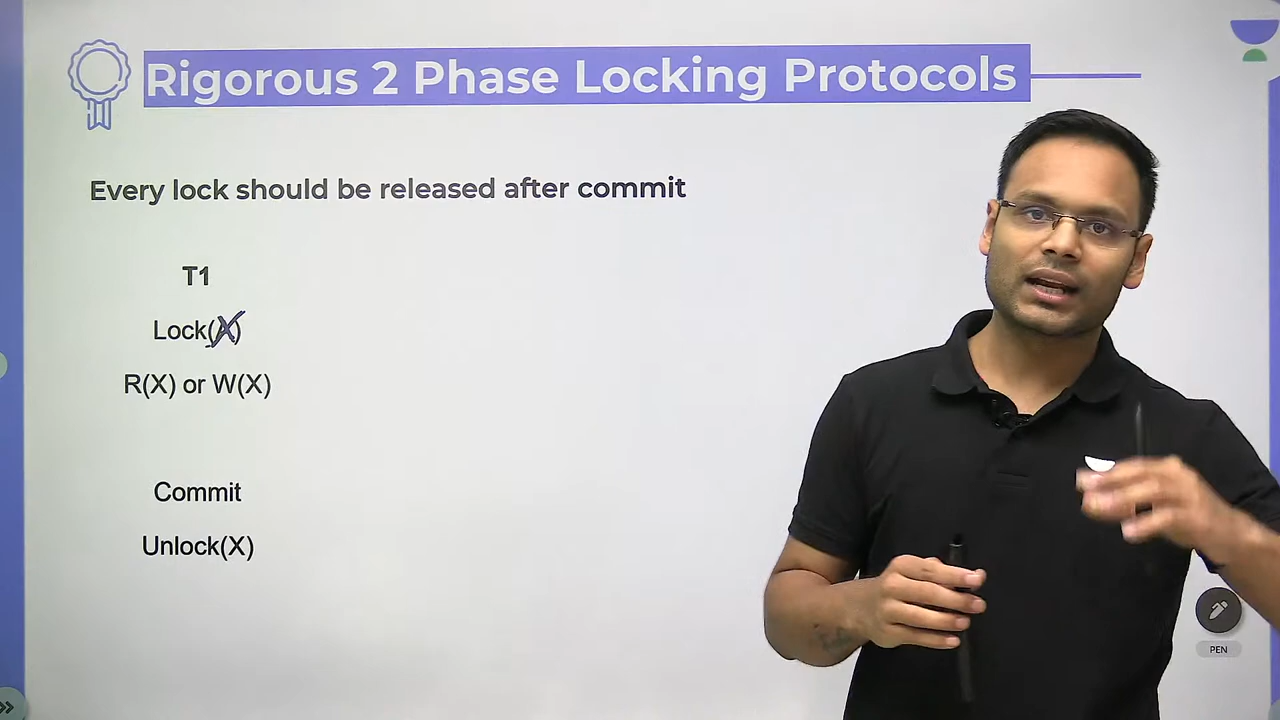 Rigorous 2 Phase Locking Protocols
Every lock should be released after commit
T1
Lock(X)
R(X) or W(X)
Commit
Unlock(X)
PEN